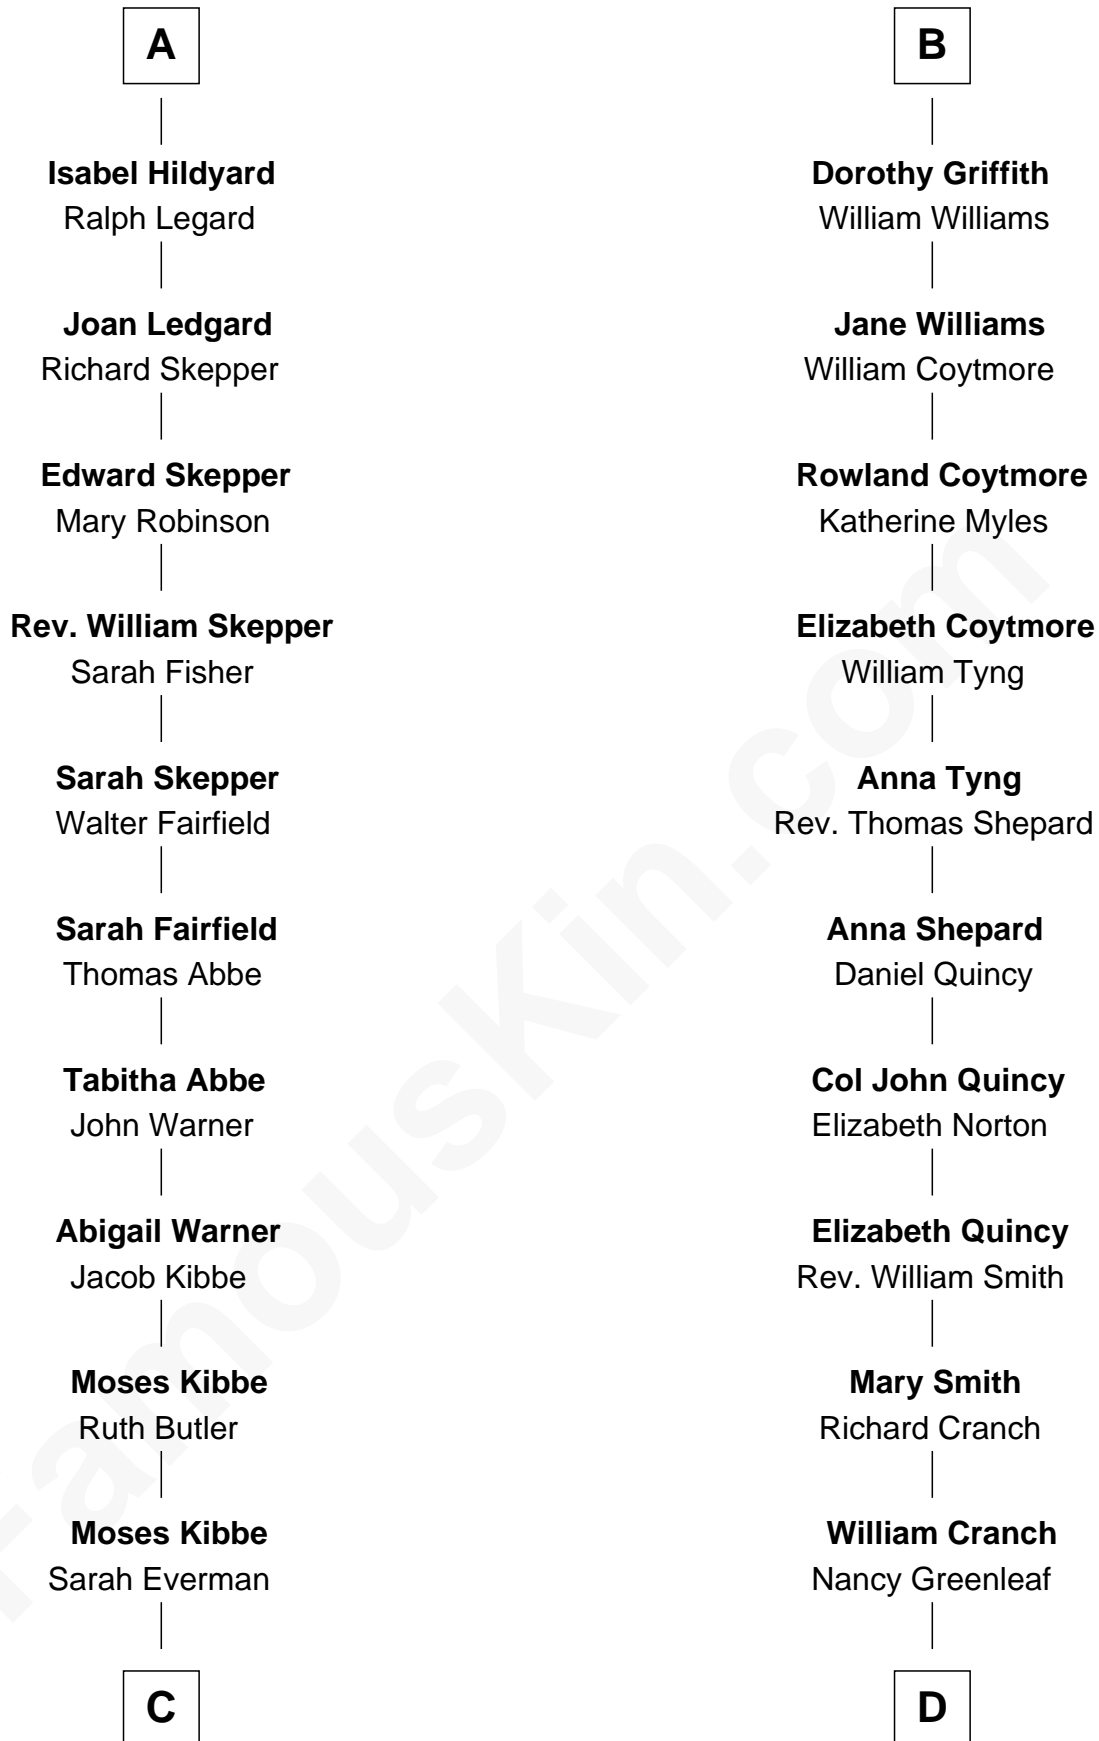 A
Isabel Hildyard
Ralph Legard
Joan Ledgard
Richard Skepper
Edward Skepper
Mary Robinson
Rev. William Skepper
Sarah Fisher
Sarah Skepper
Walter Fairfield
Sarah Fairfield
Thomas Abbe
Tabitha Abbe
John Warner
Abigail Warner
Jacob Kibbe
Moses Kibbe
Ruth Butler
Moses Kibbe
Sarah Everman
C
B
Dorothy Griffith
William Williams
Jane Williams
William Coytmore
Rowland Coytmore
Katherine Myles
Elizabeth Coytmore
William Tyng
Anna Tyng
Rev. Thomas Shepard
Anna Shepard
Daniel Quincy
Col John Quincy
Elizabeth Norton
Elizabeth Quincy
Rev. William Smith
Mary Smith
Richard Cranch
William Cranch
Nancy Greenleaf
D
FamousKin.com